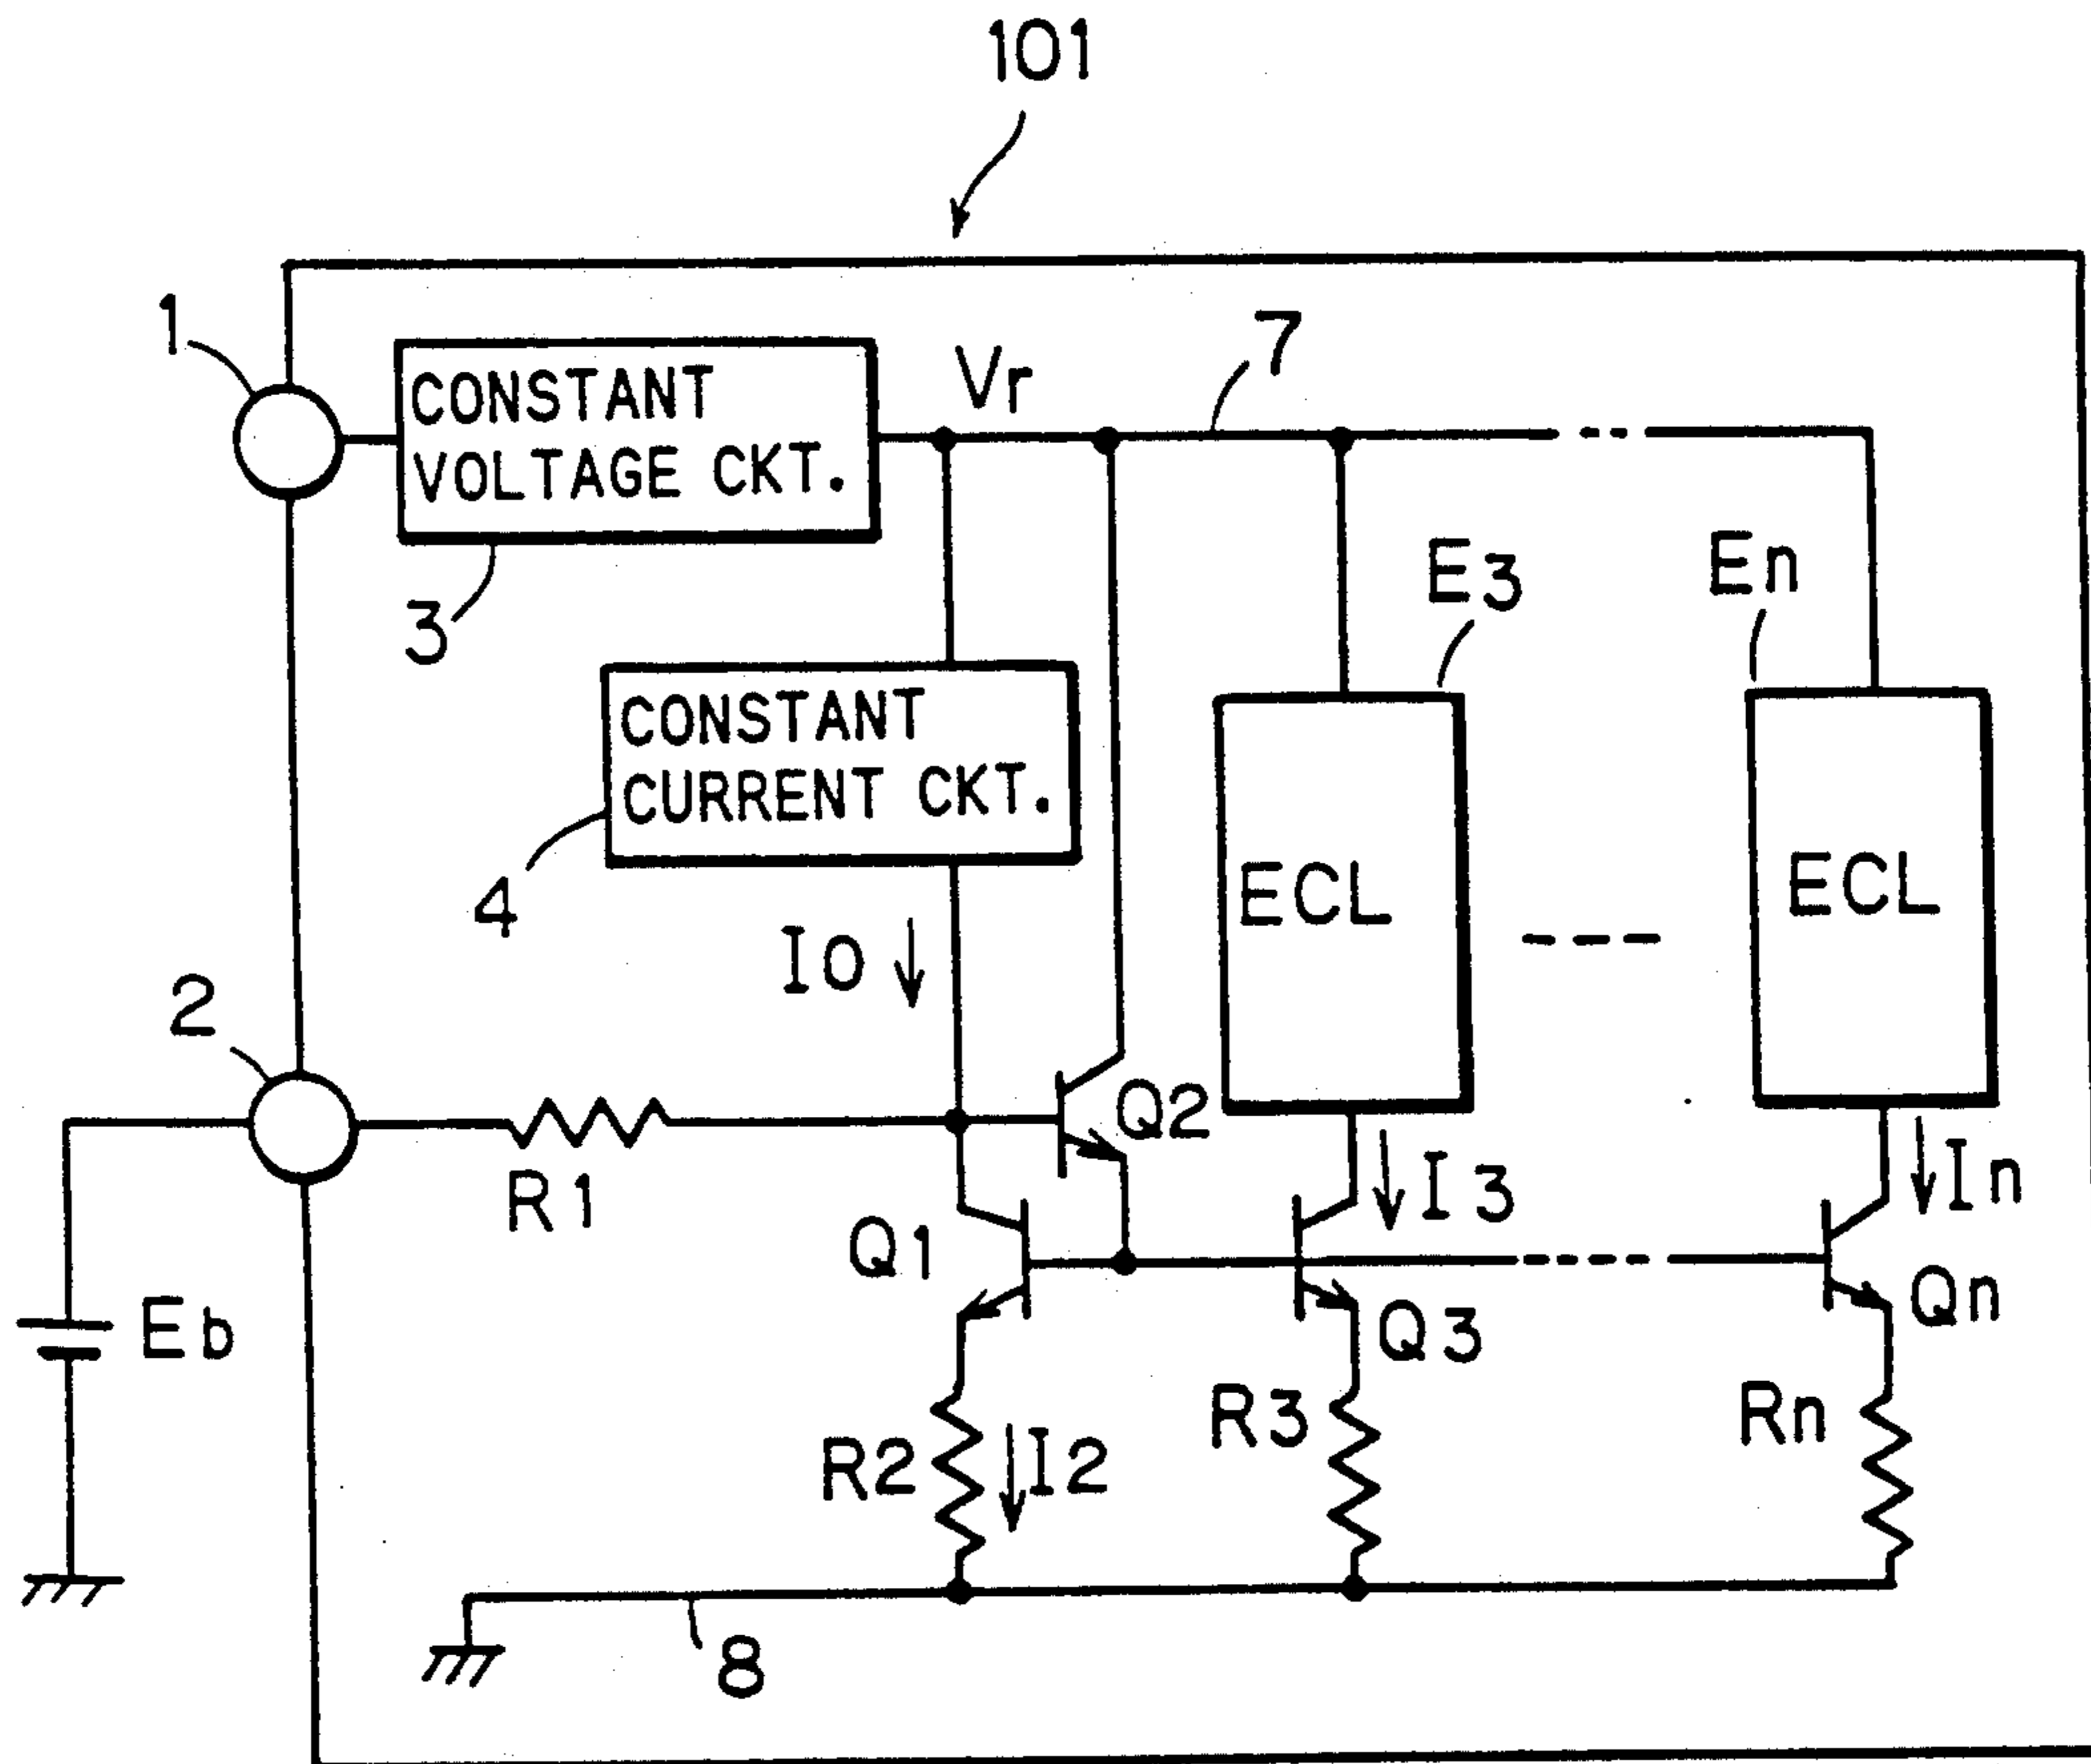 101
1
CONSTANT
VOLTAGE CKT.
Vr
7
3
E3
En
CONSTANT
CURRENT CKT.
4
ECL
ECL
Io
2
Q2
R1
Q1
I3
In
Eb
Q3
Qn
R2
I2
R3
Rn
8